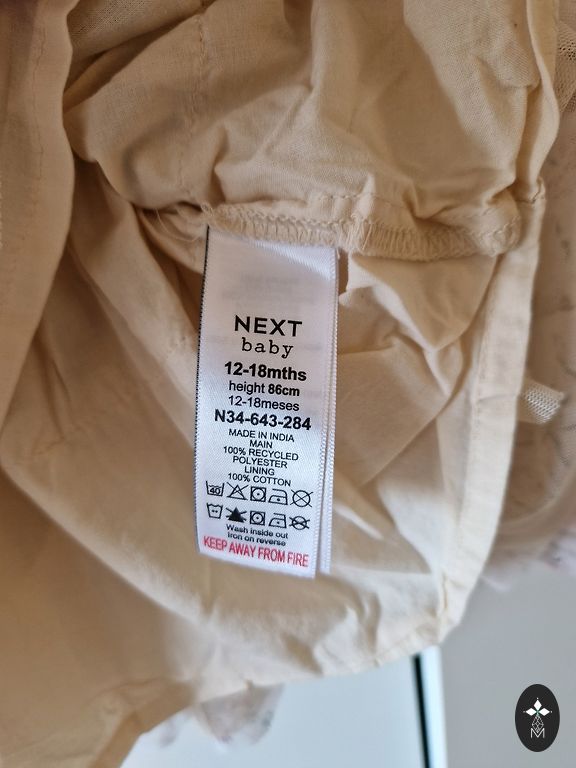 NEXT
baby
12-18mths
height 86cm
12-18meses
N34-643-284
MADE IN INDIA
MAIN
100% RECYCLED
POLYESTER
LINING
100% COTTON
40
Wash inside out
Iron on reverse
KEEP AWAY FROM FIRE
M